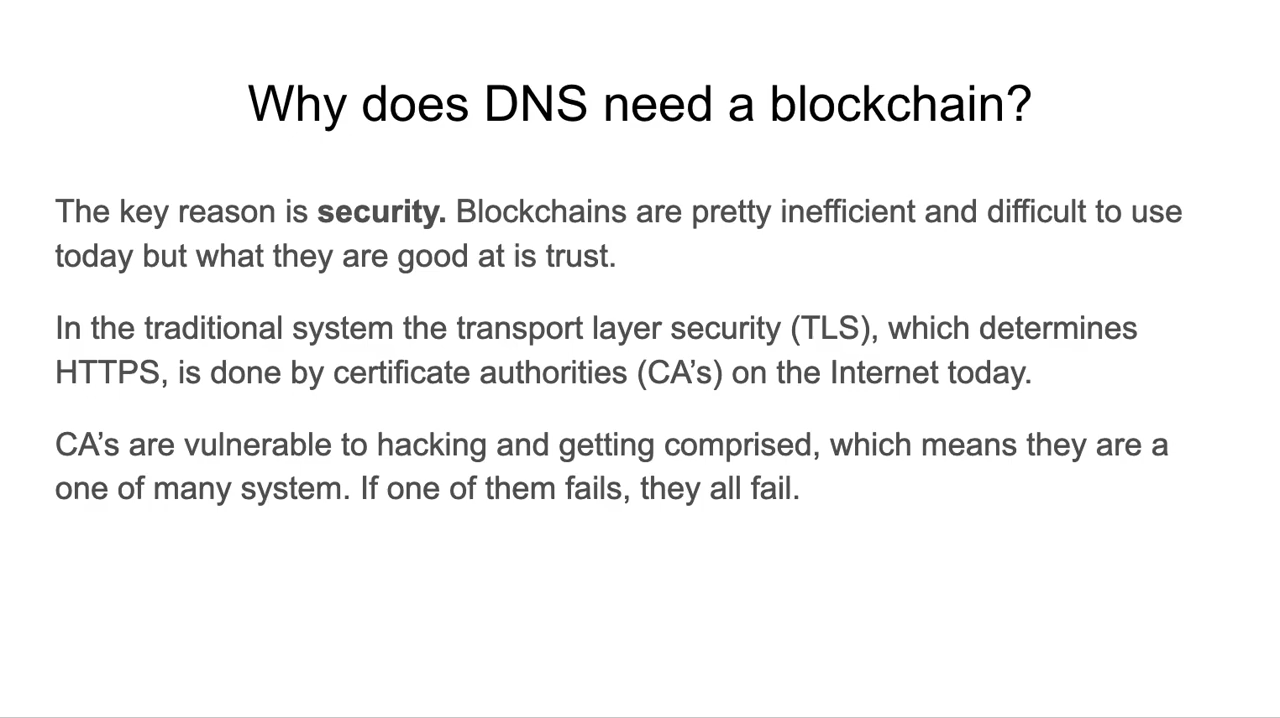 Why does DNS need a blockchain?
The key reason is security. Blockchains are pretty inefficient and difficult to use
today but what they are good at is trust.
In the traditional system the transport layer security (TLS), which determines
HTTPS, is done by certificate authorities (CA’s) on the Internet today.
CA’s are vulnerable to hacking and getting comprised, which means they are a
one of many system. If one of them fails, they all fail.